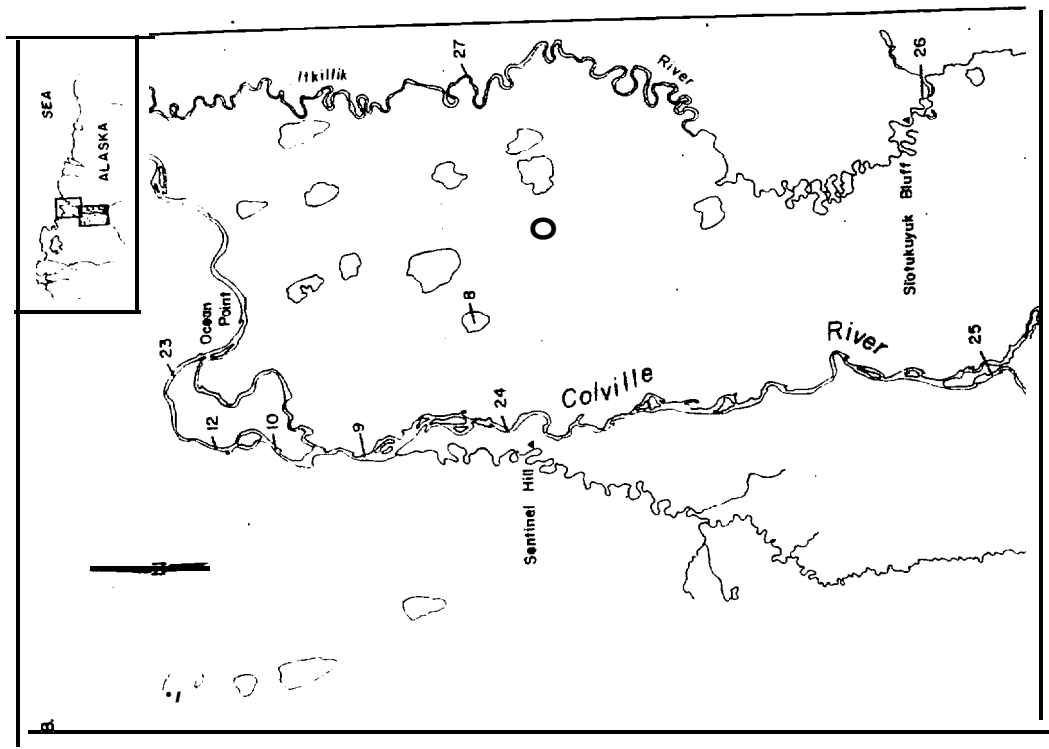 SEA
ALASKA
Itkillik
River
27
26
Slotukuyuk Bluff
Ocean
Point
23
8
12
10
9
24
Colville
River
25
Sentinel Hill
B.